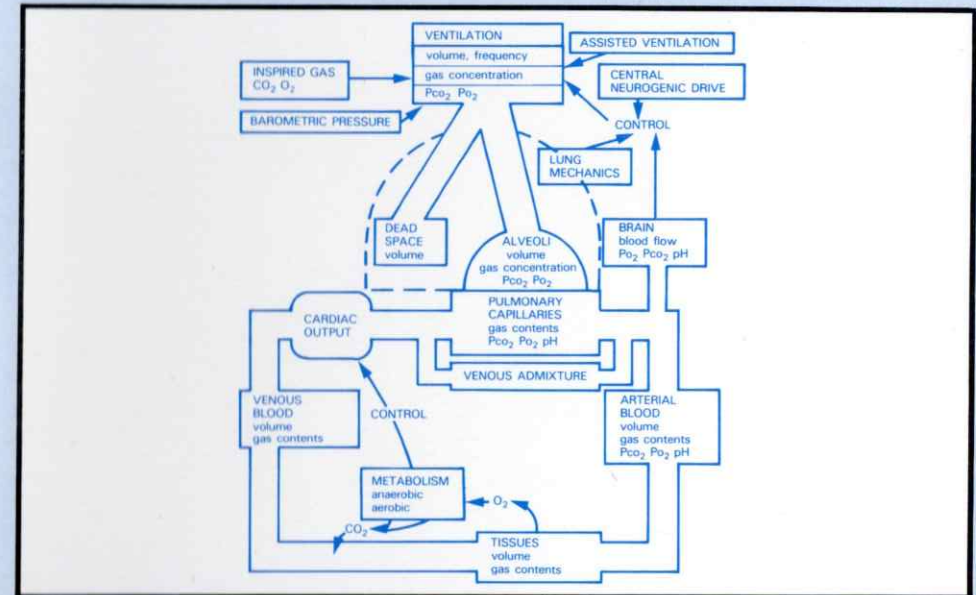 VENTILATION
volume, frequency
gas concentration
Pco₂ Po₂
ASSISTED VENTILATION
INSPIRED GAS
CO₂ O₂
CENTRAL
NEUROGENIC DRIVE
BAROMETRIC PRESSURE
CONTROL
LUNG
MECHANICS
DEAD
SPACE
volume
ALVEOLI
volume
gas concentration
Pco₂ Po₂
BRAIN
blood flow
Po₂ Pco₂ pH
CARDIAC
OUTPUT
PULMONARY
CAPILLARIES
gas contents
Pco₂ Po₂ pH
VENOUS ADMIXTURE
VENOUS
BLOOD
volume
gas contents
CONTROL
ARTERIAL
BLOOD
volume
gas contents
Pco₂ Po₂ pH
METABOLISM
anaerobic
aerobic
O₂
CO₂
TISSUES
volume
gas contents